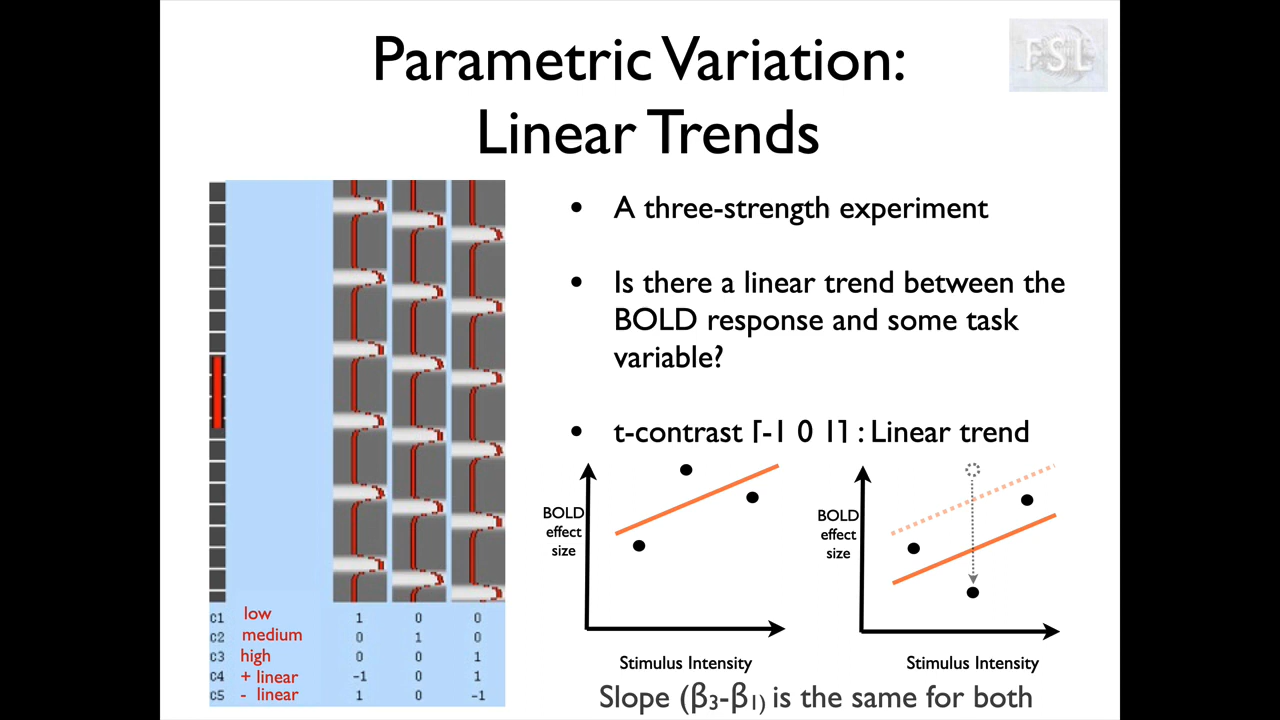 Parametric Variation:
Linear Trends
FSL
• A three-strength experiment
• Is there a linear trend between the
BOLD response and some task
variable?
• t-contrast [-1 0 1] : Linear trend
BOLD
effect
size
Stimulus Intensity
BOLD
effect
size
Stimulus Intensity
Slope (β3-β1) is the same for both
C1 low 1 0 0
C2 medium 0 1 0
C3 high 0 0 1
C4 + linear -1 0 1
C5 - linear 1 0 -1